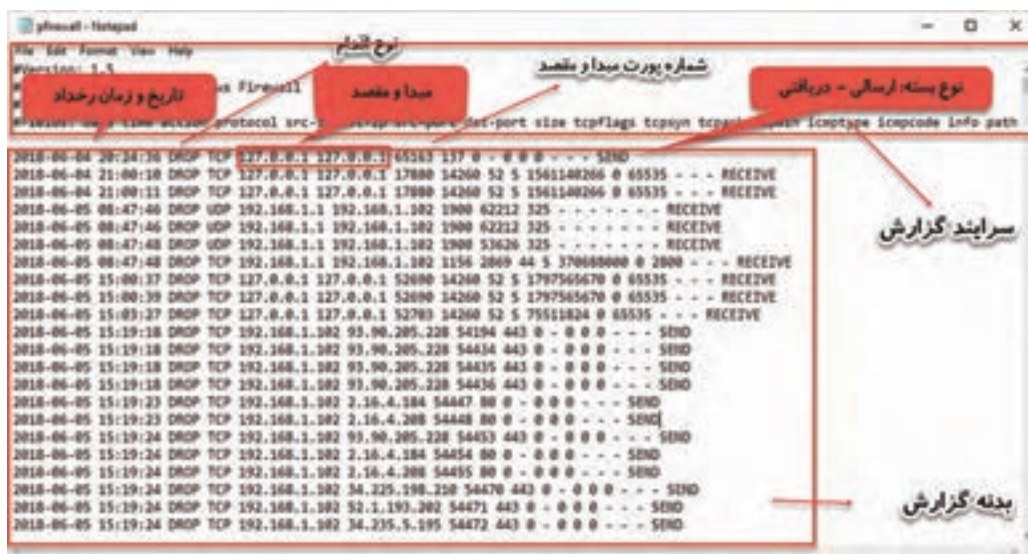 pfirewall - Notepad
File Edit Format View Help
#Version: 1.5
نوع اقدام
شماره پورت مبدا و مقصد
تاریخ و زمان رخداد
مبدا و مقصد
نوع بسته: ارسالی - دریافتی
Firewall
#Fields: time action protocol dst-port size tcpflags tcpsyn icmptype icmpcode info path
2018-06-04 20:24:36 DROP TCP 127.0.0.1 127.0.0.1 65163 137 0 - 0 0 0 - - - SEND
2018-06-04 21:00:10 DROP TCP 127.0.0.1 127.0.0.1 17080 14260 52 S 1561140266 0 65535 - - - RECEIVE
2018-06-04 21:00:11 DROP TCP 127.0.0.1 127.0.0.1 17080 14260 52 S 1561140266 0 65535 - - - RECEIVE
2018-06-05 08:47:46 DROP UDP 192.168.1.1 192.168.1.102 1900 62212 325 - - - - - - - RECEIVE
2018-06-05 08:47:46 DROP UDP 192.168.1.1 192.168.1.102 1900 62212 325 - - - - - - - RECEIVE
2018-06-05 08:47:48 DROP UDP 192.168.1.1 192.168.1.102 1900 53626 325 - - - - - - - RECEIVE
2018-06-05 08:47:48 DROP TCP 192.168.1.1 192.168.1.102 1156 2869 44 S 370688000 0 2800 - - - RECEIVE
2018-06-05 15:00:37 DROP TCP 127.0.0.1 127.0.0.1 52690 14260 52 S 1797565670 0 65535 - - - RECEIVE
2018-06-05 15:00:39 DROP TCP 127.0.0.1 127.0.0.1 52690 14260 52 S 1797565670 0 65535 - - - RECEIVE
2018-06-05 15:03:27 DROP TCP 127.0.0.1 127.0.0.1 52703 14260 52 S 75511824 0 65535 - - - RECEIVE
2018-06-05 15:19:18 DROP TCP 192.168.1.102 93.90.205.228 54194 443 0 - 0 0 0 - - - SEND
2018-06-05 15:19:18 DROP TCP 192.168.1.102 93.90.205.228 54434 443 0 - 0 0 0 - - - SEND
2018-06-05 15:19:18 DROP TCP 192.168.1.102 93.90.205.228 54435 443 0 - 0 0 0 - - - SEND
2018-06-05 15:19:18 DROP TCP 192.168.1.102 93.90.205.228 54436 443 0 - 0 0 0 - - - SEND
2018-06-05 15:19:23 DROP TCP 192.168.1.102 2.16.4.184 54447 80 0 - 0 0 0 - - - SEND
2018-06-05 15:19:23 DROP TCP 192.168.1.102 2.16.4.208 54448 80 0 - 0 0 0 - - - SEND
2018-06-05 15:19:24 DROP TCP 192.168.1.102 93.90.205.228 54453 443 0 - 0 0 0 - - - SEND
2018-06-05 15:19:24 DROP TCP 192.168.1.102 2.16.4.184 54454 80 0 - 0 0 0 - - - SEND
2018-06-05 15:19:24 DROP TCP 192.168.1.102 2.16.4.208 54455 80 0 - 0 0 0 - - - SEND
2018-06-05 15:19:24 DROP TCP 192.168.1.102 34.225.198.210 54470 443 0 - 0 0 0 - - - SEND
2018-06-05 15:19:24 DROP TCP 192.168.1.102 52.1.193.202 54471 443 0 - 0 0 0 - - - SEND
2018-06-05 15:19:24 DROP TCP 192.168.1.102 34.235.5.195 54472 443 0 - 0 0 0 - - - SEND
سرایند گزارش
بدنه گزارش